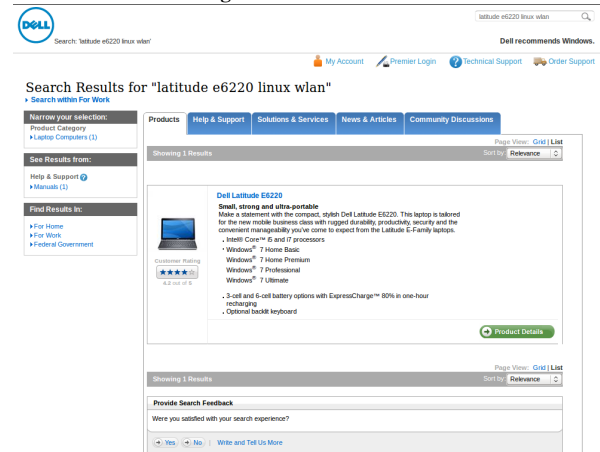 DELL
latitude e6220 linux wlan
Search: 'latitude e6220 linux wlan'
Dell recommends Windows.
My Account
Premier Login
Technical Support
Order Support
Search Results for "latitude e6220 linux wlan"
Search within For Work
Narrow your selection:
Product Category
Laptop Computers (1)
See Results from:
Help & Support
Manuals (1)
Find Results In:
For Home
For Work
Federal Government
Products
Help & Support
Solutions & Services
News & Articles
Community Discussions
Page View: Grid | List
Showing 1 Results
Sort by Relevance
Dell Latitude E6220
Small, strong and ultra-portable
Make a statement with the compact, stylish Dell Latitude E6220. This laptop is tailored
for the new mobile business class with rugged durability, productivity, security and the
convenient manageability you've come to expect from the Latitude E-Family laptops.
Intel® Core™ i5 and i7 processors
Windows® 7 Home Basic
Windows® 7 Home Premium
Windows® 7 Professional
Windows® 7 Ultimate
3-cell and 6-cell battery options with ExpressCharge™ 80% in one-hour
recharging
Optional backlit keyboard
Customer Rating
4.2 out of 5
Product Details
Page View: Grid | List
Showing 1 Results
Sort by Relevance
Provide Search Feedback
Were you satisfied with your search experience?
Yes
No
|
Write and Tell Us More